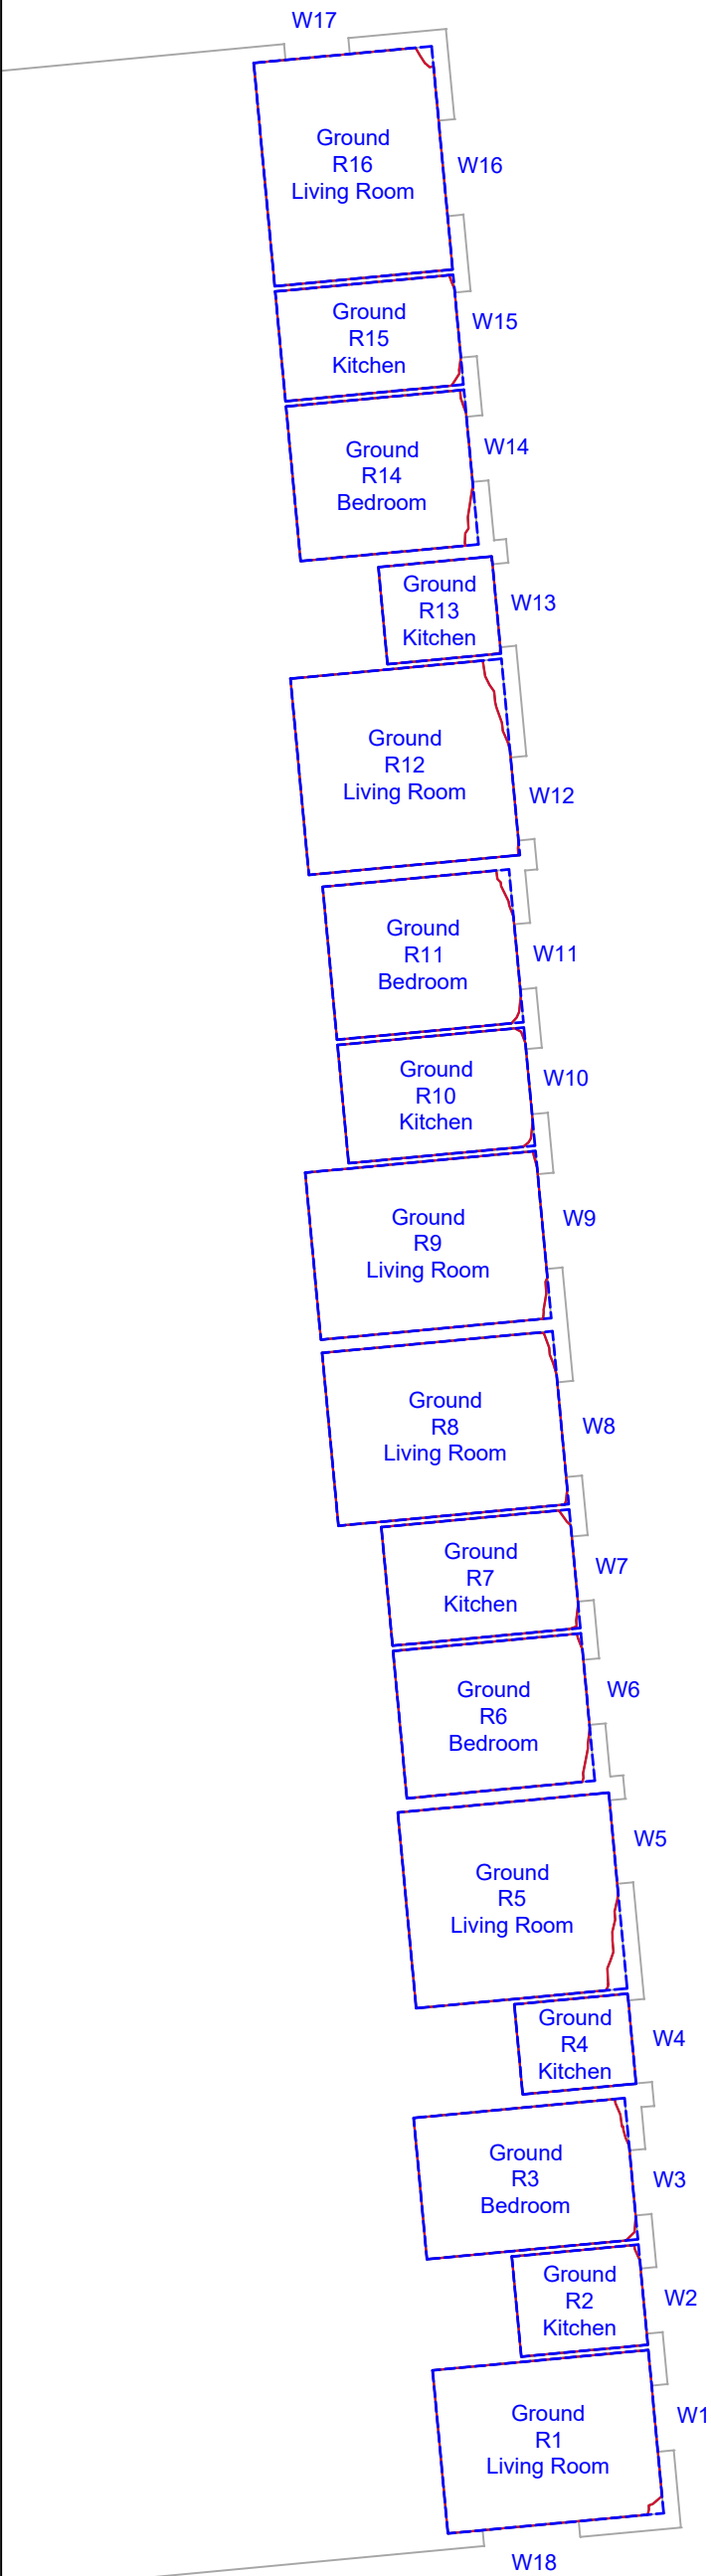 W17
Ground
R16
Living Room
W16
Ground
R15
Kitchen
W15
Ground
R14
Bedroom
W14
Ground
R13
Kitchen
W13
Ground
R12
Living Room
W12
Ground
R11
Bedroom
W11
Ground
R10
Kitchen
W10
Ground
R9
Living Room
W9
Ground
R8
Living Room
W8
Ground
R7
Kitchen
W7
Ground
R6
Bedroom
W6
Ground
R5
Living Room
W5
Ground
R4
Kitchen
W4
Ground
R3
Bedroom
W3
Ground
R2
Kitchen
W2
Ground
R1
Living Room
W1
W18